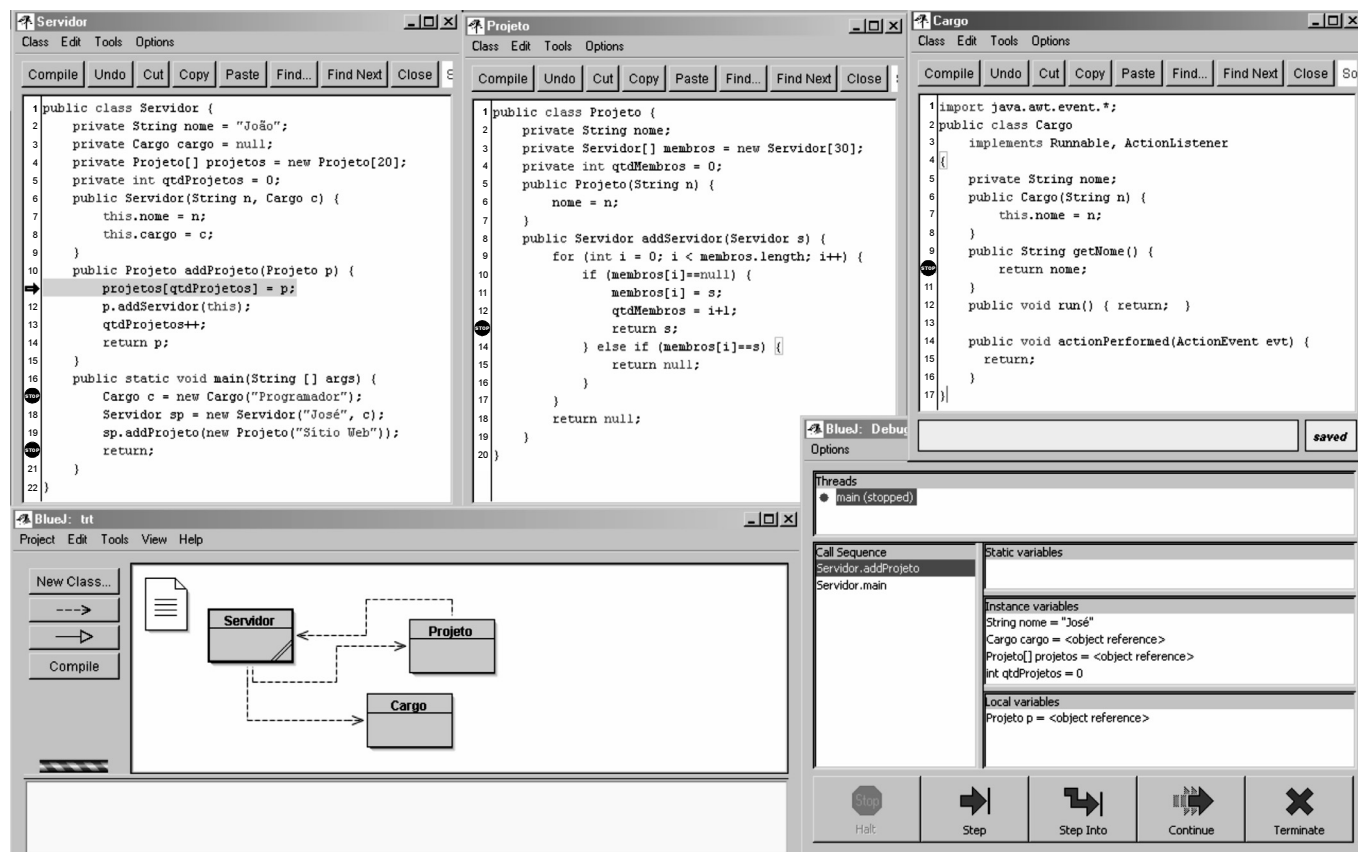 Servidor
Class Edit Tools Options
Compile Undo Cut Copy Paste Find... Find Next Close
1 public class Servidor {
2 private String nome = "João";
3 private Cargo cargo = null;
4 private Projeto[] projetos = new Projeto[20];
5 private int qtdProjetos = 0;
6 public Servidor(String n, Cargo c) {
7 this.nome = n;
8 this.cargo = c;
9 }
10 public Projeto addProjeto(Projeto p) {
projetos[qtdProjetos] = p;
12 p.addServidor(this);
13 qtdProjetos++;
14 return p;
15 }
16 public static void main(String [] args) {
STOP Cargo c = new Cargo("Programador");
18 Servidor sp = new Servidor("José", c);
19 sp.addProjeto(new Projeto("Sítio Web"));
STOP return;
21 }
22 }
Projeto
Class Edit Tools Options
Compile Undo Cut Copy Paste Find... Find Next Close
1 public class Projeto {
2 private String nome;
3 private Servidor[] membros = new Servidor[30];
4 private int qtdMembros = 0;
5 public Projeto(String n) {
6 nome = n;
7 }
8 public Servidor addServidor(Servidor s) {
9 for (int i = 0; i < membros.length; i++) {
10 if (membros[i]==null) {
11 membros[i] = s;
12 qtdMembros = i+1;
STOP return s;
14 } else if (membros[i]==s) {
15 return null;
16 }
17 }
18 return null;
19 }
20 }
Cargo
Class Edit Tools Options
Compile Undo Cut Copy Paste Find... Find Next Close So
1 import java.awt.event.*;
2 public class Cargo
3 implements Runnable, ActionListener
4 {
5 private String nome;
6 public Cargo(String n) {
7 this.nome = n;
8 }
9 public String getNome() {
STOP return nome;
11 }
12 public void run() { return; }
13
14 public void actionPerformed(ActionEvent evt) {
15 return;
16 }
17 }
saved
BlueJ: trt
Project Edit Tools View Help
New Class...
Compile
Servidor
Projeto
Cargo
BlueJ: Debug
Options
Threads
main (stopped)
Call Sequence
Servidor.addProjeto
Servidor.main
Static variables
Instance variables
String nome = "José"
Cargo cargo = <object reference>
Projeto[] projetos = <object reference>
int qtdProjetos = 0
Local variables
Projeto p = <object reference>
Stop
Halt Step Step Into Continue Terminate